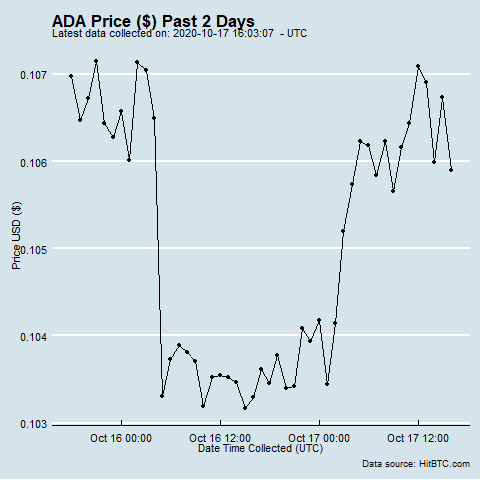 ADA Price ($) Past 2 Days
Latest data collected on: 2020-10-17 16:03:07 - UTC
Price USD ($)
0.107
0.106
0.105
0.104
0.103
Oct 16 00:00 Oct 16 12:00 Oct 17 00:00 Oct 17 12:00
Date Time Collected (UTC)
Data source: HitBTC.com